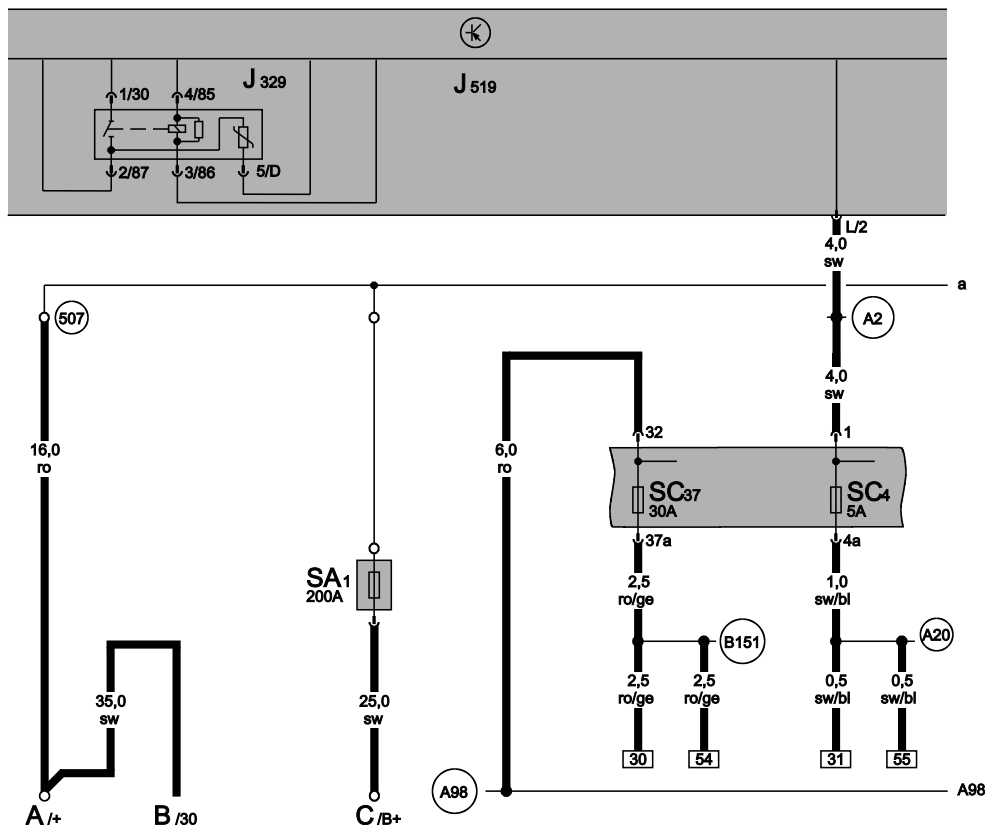 J 329
J 519
1/30
4/85
2/87
3/86
5/D
L/2
4,0
sw
a
507
A2
4,0
sw
32
1
16,0
ro
6,0
ro
SC37
30A
SC4
5A
37a
4a
SA1
200A
2,5
ro/ge
1,0
sw/bl
B151
A20
35,0
sw
25,0
sw
2,5
ro/ge
2,5
ro/ge
0,5
sw/bl
0,5
sw/bl
30
54
31
55
A98
A98
A/+
B/30
C/B+